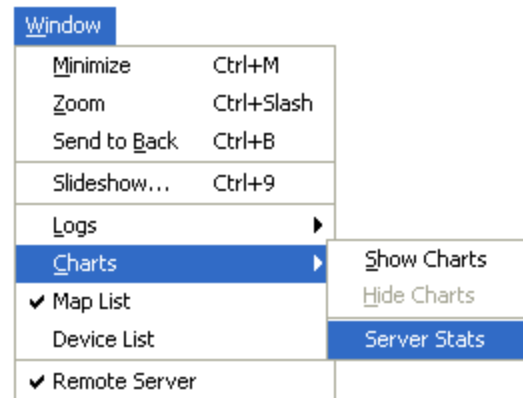 Window
Minimize Ctrl+M
Zoom Ctrl+Slash
Send to Back Ctrl+B
Slideshow... Ctrl+9
Logs
Charts
Show Charts
Map List
Hide Charts
Device List
Server Stats
Remote Server